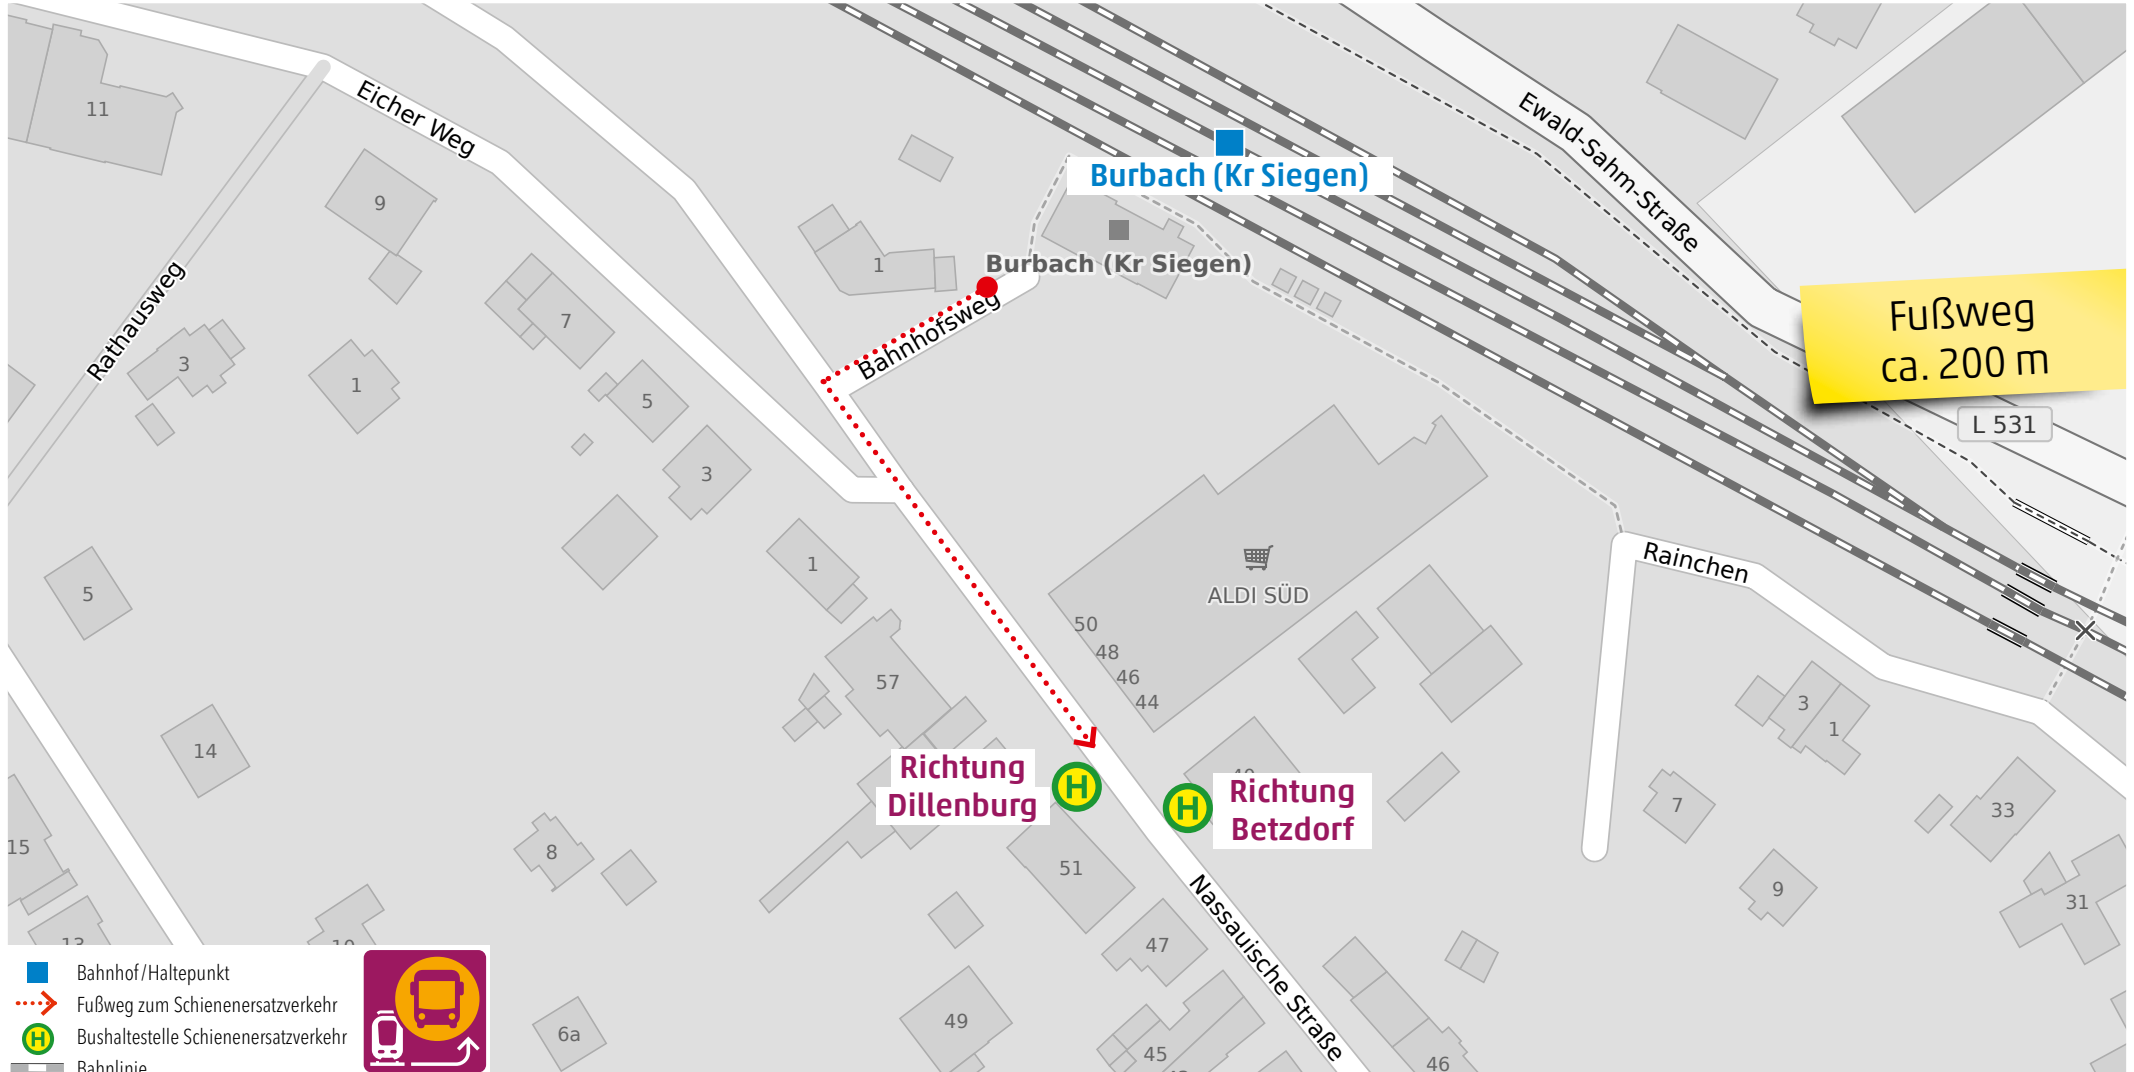 11
Eicher Weg
Ewald-Sahm-Straße
Burbach (Kr Siegen)
9
Burbach (Kr Siegen)
1
Rathausweg
Bahnhofsweg
Fußweg
ca. 200 m
7
3
1
5
L 531
3
1
ALDI SÜD
Rainchen
5
50
48
46
44
57
3
1
14
Richtung
Dillenburg
H
H
Richtung
Betzdorf
7
33
15
8
51
9
31
Nassauische Straße
13
10
47
49
6a
45
46
Bahnhof/Haltepunkt
Fußweg zum Schienenersatzverkehr
H
Bushaltestelle Schienenersatzverkehr
Bahnlinie